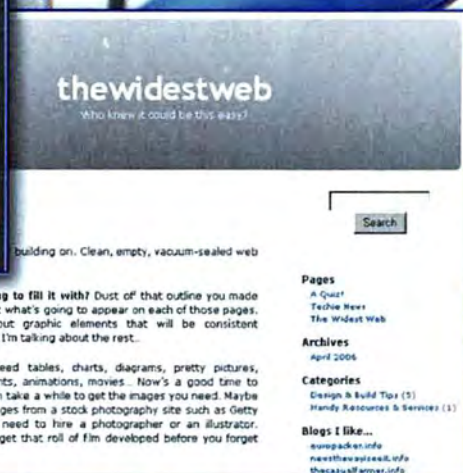 thewidestweb
Who knew it could be this easy?
building on. Clean, empty, vacuum-sealed web
g to fill it with? Dust off that outline you made
what's going to appear on each of those pages.
out graphic elements that will be consistent
I'm talking about the rest..
eed tables, charts, diagrams, pretty pictures,
nts, animations, movies... Now's a good time to
take a while to get the images you need. Maybe
ges from a stock photography site such as Getty
need to hire a photographer or an illustrator.
get that roll of film developed before you forget
Search
Pages
A Quiz!
Techie News
The Widest Web
Archives
April 2006
Categories
Design & Build Tips (5)
Handy Resources & Services (1)
Blogs I like...
europacker.info
newsthewayiseeit.info
thecasualfarmer.info